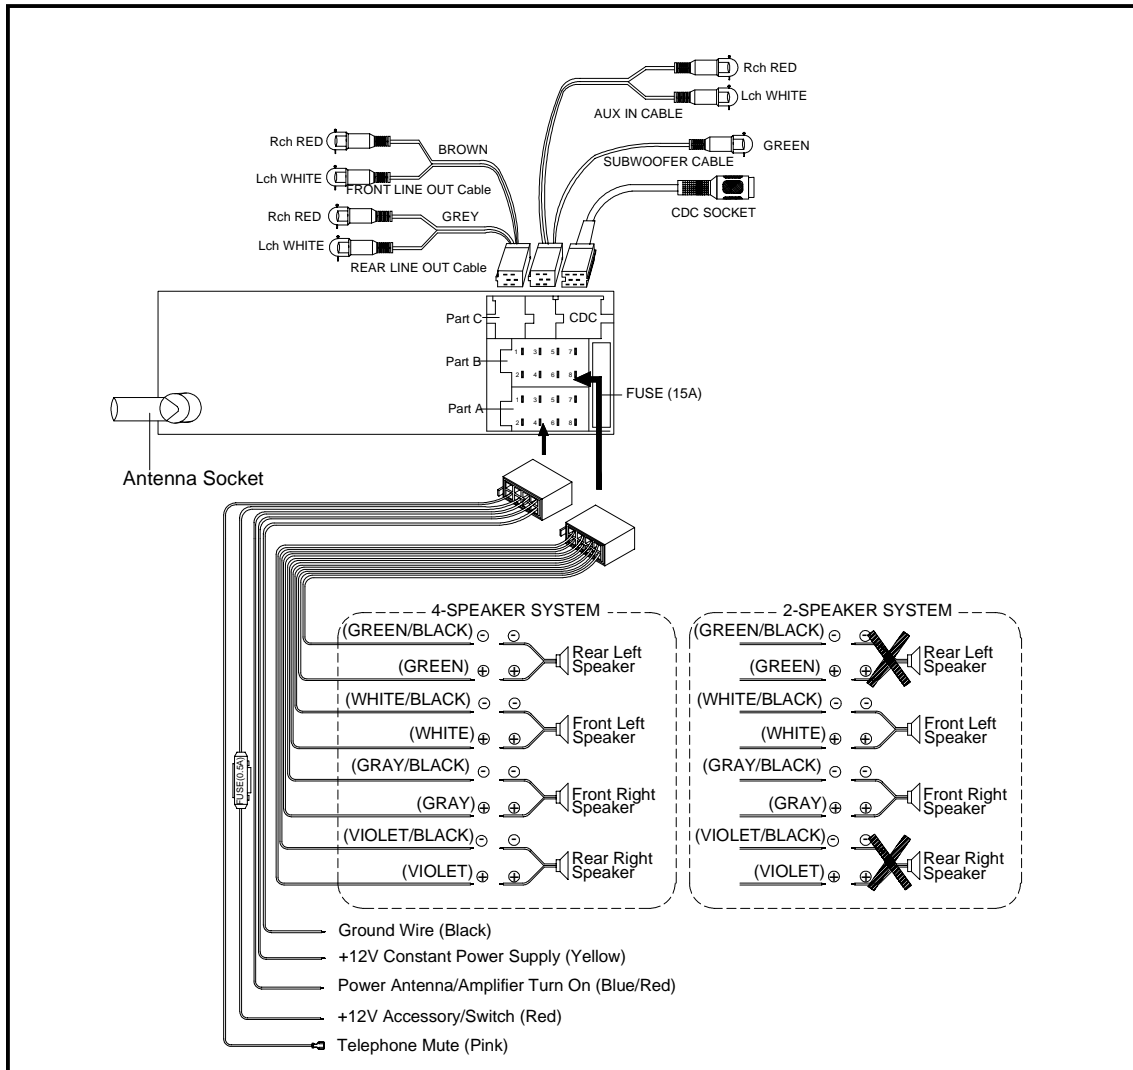 Rch RED
Lch WHITE
AUX IN CABLE
Rch RED
BROWN
GREEN
SUBWOOFER CABLE
Lch WHITE
FRONT LINE OUT Cable
CDC SOCKET
Rch RED
GREY
Lch WHITE
REAR LINE OUT Cable
Part C
CDC
Part B
1 3 5 7
2 4 6 8
FUSE (15A)
Part A
1 3 5 7
2 4 6 8
Antenna Socket
4-SPEAKER SYSTEM
(GREEN/BLACK)
Rear Left
Speaker
(GREEN)
(WHITE/BLACK)
Front Left
Speaker
(WHITE)
(GRAY/BLACK)
Front Right
Speaker
(GRAY)
(VIOLET/BLACK)
Rear Right
Speaker
(VIOLET)
2-SPEAKER SYSTEM
(GREEN/BLACK)
Rear Left
Speaker
(GREEN)
(WHITE/BLACK)
Front Left
Speaker
(WHITE)
(GRAY/BLACK)
Front Right
Speaker
(GRAY)
(VIOLET/BLACK)
Rear Right
Speaker
(VIOLET)
FUSE(0.5A)
Ground Wire (Black)
+12V Constant Power Supply (Yellow)
Power Antenna/Amplifier Turn On (Blue/Red)
+12V Accessory/Switch (Red)
Telephone Mute (Pink)